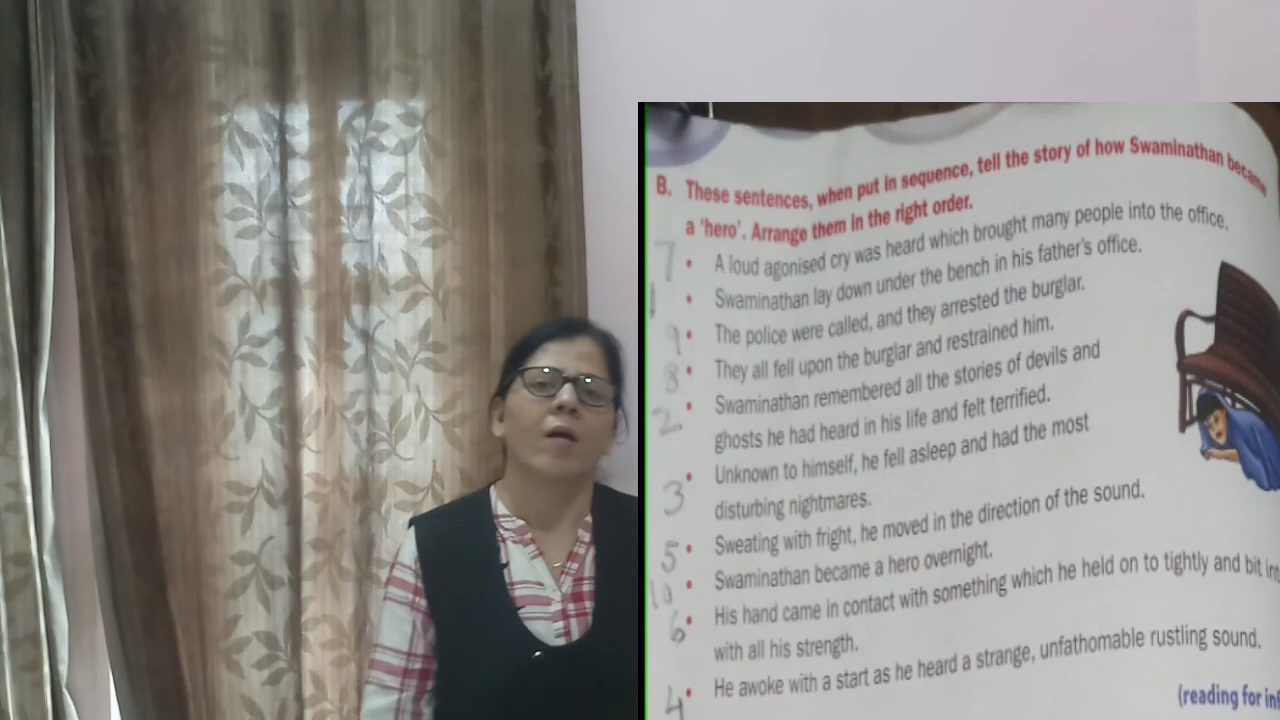 B. These sentences, when put in sequence, tell the story of how Swaminathan became
a 'hero'. Arrange them in the right order.
7 • A loud agonised cry was heard which brought many people into the office.
1 • Swaminathan lay down under the bench in his father's office.
9 • The police were called, and they arrested the burglar.
8 • They all fell upon the burglar and restrained him.
2 • Swaminathan remembered all the stories of devils and
ghosts he had heard in his life and felt terrified.
3 • Unknown to himself, he fell asleep and had the most
disturbing nightmares.
5 • Sweating with fright, he moved in the direction of the sound.
10 • Swaminathan became a hero overnight.
6 • His hand came in contact with something which he held on to tightly and bit int
with all his strength.
4 • He awoke with a start as he heard a strange, unfathomable rustling sound.
(reading for inf